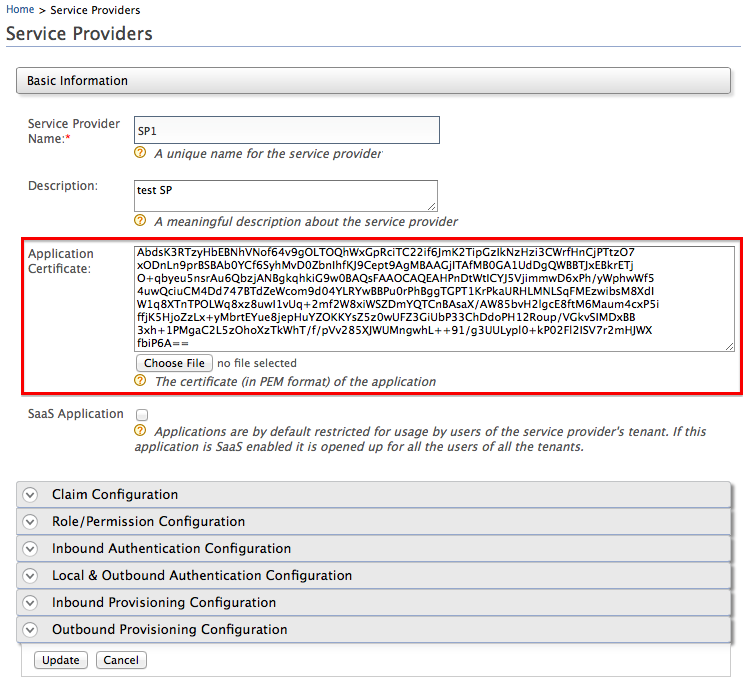 Home > Service Providers
Service Providers
Basic Information
Service Provider
Name:*
SP1
A unique name for the service provider
Description:
test SP
A meaningful description about the service provider
Application
Certificate:
AbdsK3RTzyHbEBNhVNof64v9gOLTOQhWxGpRciTC22if6JmK2TipGzIkNzHzi3CWrfHnCjPTtzO7
xODnLn9prBSBAb0YCf6SyhMvD0ZbnIhfKJ9Cept9AgMBAAGjITAfMB0GA1UdDgQWBBTJxEBkrETj
O+qbyeu5nsrAu6QbzjANBgkqhkiG9w0BAQsFAAOCAQEAHPnDtWtICYJ5VjimmwD6xPh/yWphwWf5
4uwQciuCM4Dd747BTdZeWcom9d04YLRYwBBPu0rPhBggTGPT1KrPkaURHLMNLSqFMEzwibsM8XdI
W1q8XTnTPOLWq8xz8uwI1vUq+2mf2W8xiWSZDmYQTCnBAsaX/AW85bvH2lgcE8ftM6Maum4cxP5i
ffjK5HjoZzLx+yMbrtEYue8jepHuYZOKKYsZ5z0wUFZ3GiUbP33ChDdoPH12Roup/VGkvSIMDxBB
3xh+1PMgaC2L5zOhoXzTkWhT/f/pVv285XJWUMngwhL++91/g3UULypl0+kP02Fl2ISV7r2mHJWX
fbiP6A==
Choose File no file selected
The certificate (in PEM format) of the application
SaaS Application
Applications are by default restricted for usage by users of the service provider's tenant. If this
application is SaaS enabled it is opened up for all the users of all the tenants.
Claim Configuration
Role/Permission Configuration
Inbound Authentication Configuration
Local & Outbound Authentication Configuration
Inbound Provisioning Configuration
Outbound Provisioning Configuration
Update Cancel